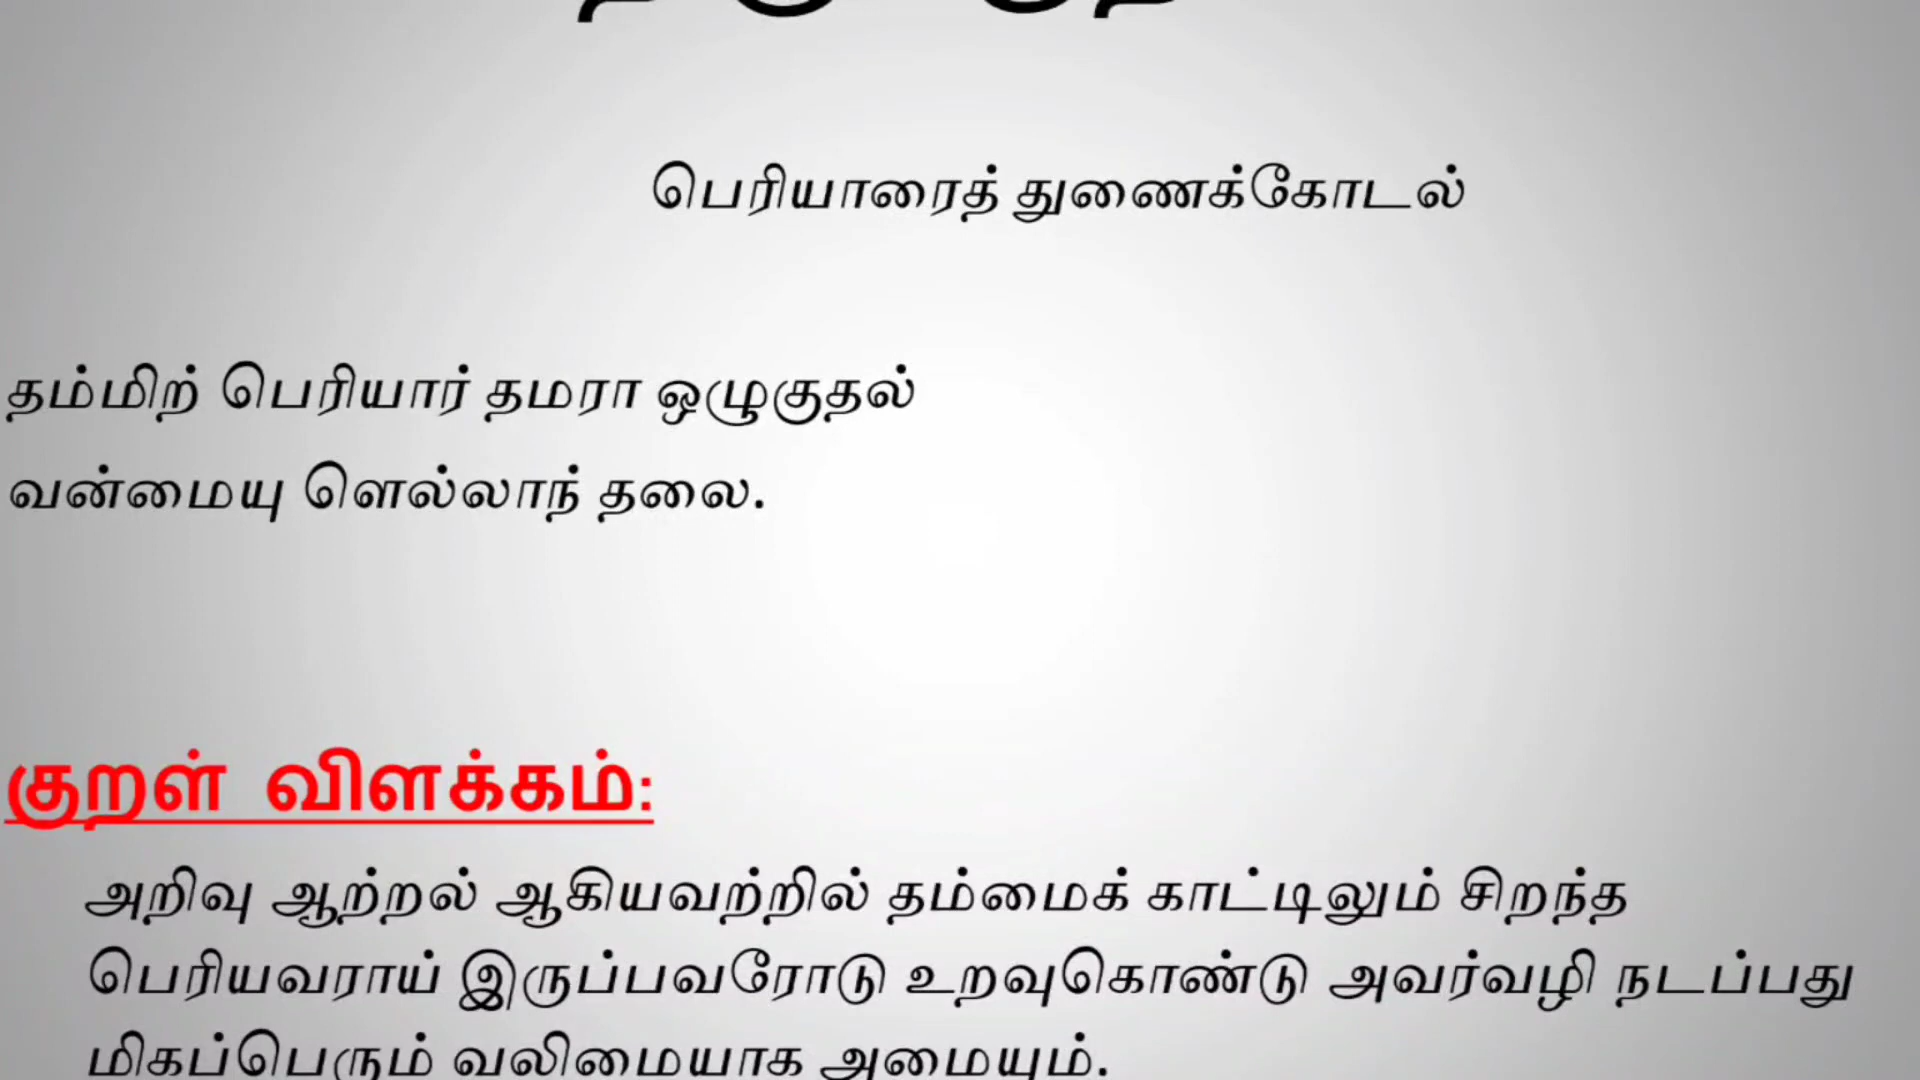 பெரியாரைத் துணைக்கோடல்
தம்மிற் பெரியார் தமரா ஒழுகுதல்
வன்மையு ளெல்லாந் தலை.
குறள் விளக்கம்:
அறிவு ஆற்றல் ஆகியவற்றில் தம்மைக் காட்டிலும் சிறந்த
பெரியவராய் இருப்பவரோடு உறவுகொண்டு அவர்வழி நடப்பது
மிகப்பெரும் வலிமையாக அமையும்.